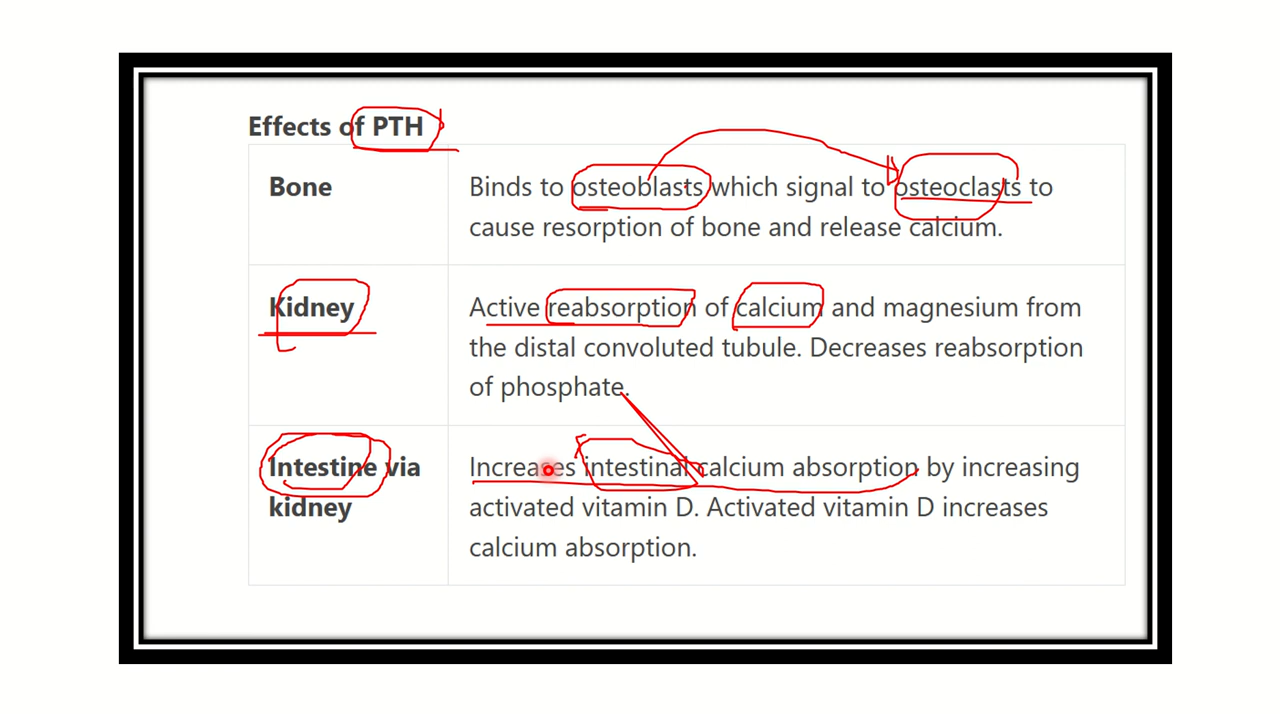 Effects of PTH
Bone
Binds to osteoblasts which signal to osteoclasts to
cause resorption of bone and release calcium.
Kidney
Active reabsorption of calcium and magnesium from
the distal convoluted tubule. Decreases reabsorption
of phosphate.
Intestine via
kidney
Increases intestinal calcium absorption by increasing
activated vitamin D. Activated vitamin D increases
calcium absorption.